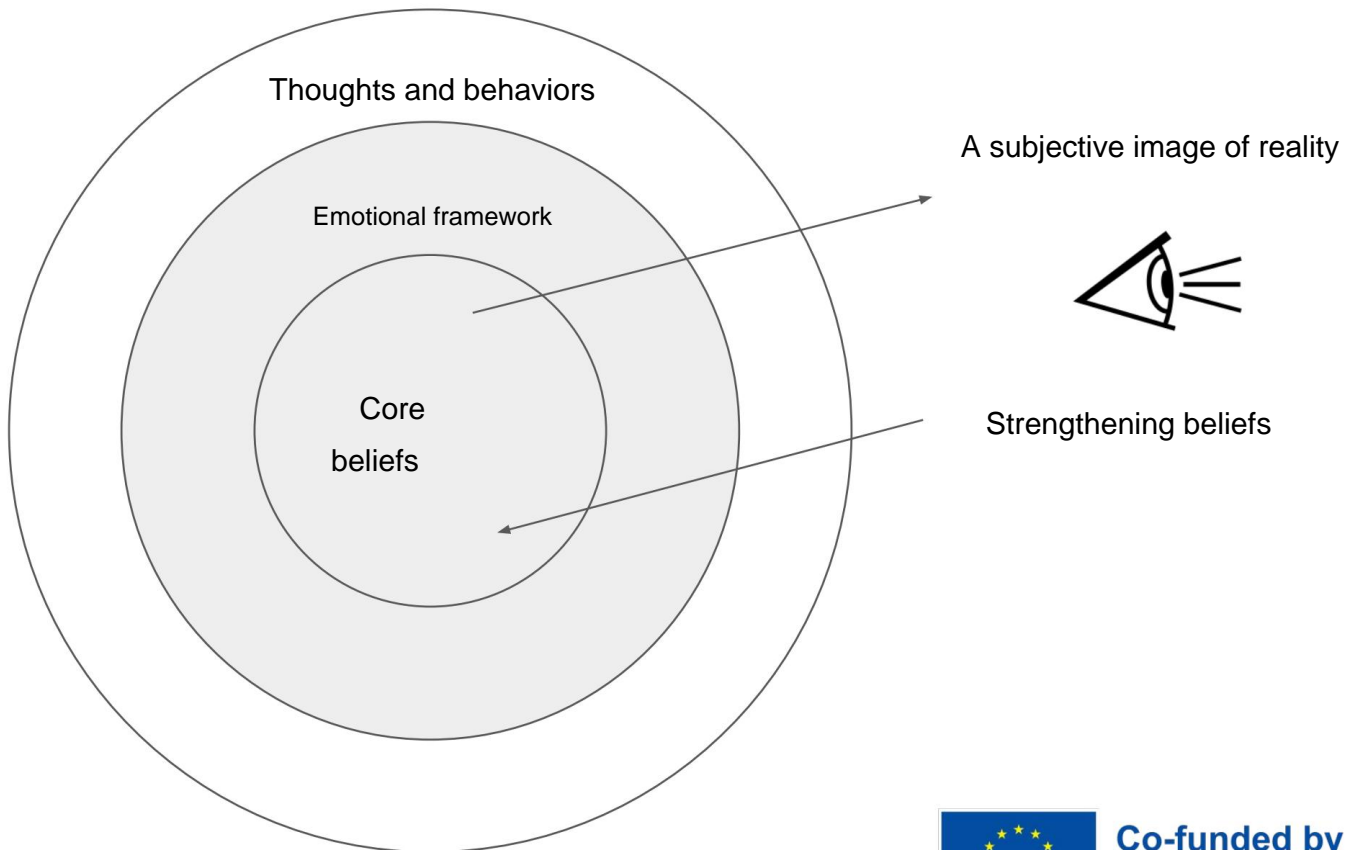 Thoughts and behaviors
A subjective image of reality
Emotional framework
Core
beliefs
Strengthening beliefs
Co-funded by